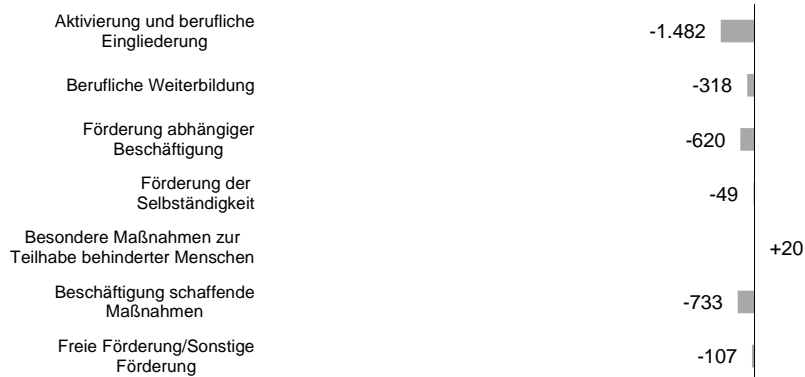 Aktivierung und berufliche
Eingliederung
-1.482
Berufliche Weiterbildung
-318
Förderung abhängiger
Beschäftigung
-620
Förderung der
Selbständigkeit
-49
Besondere Maßnahmen zur
Teilhabe behinderter Menschen
+20
Beschäftigung schaffende
Maßnahmen
-733
Freie Förderung/Sonstige
Förderung
-107